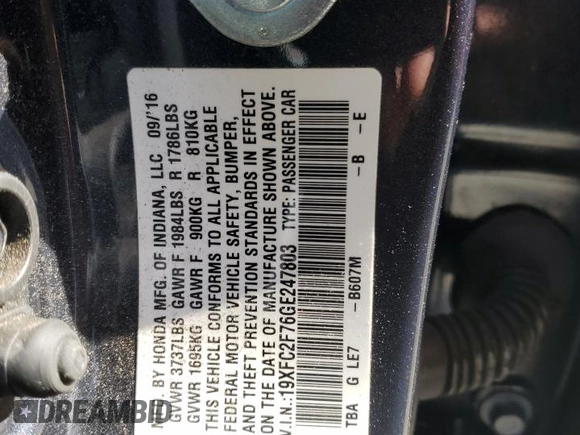 MFD. BY HONDA MFG. OF INDIANA, LLC 09/'16
GVWR 3737LBS GAWR F 1984LBS R 1786LBS
GVWR 1695KG GAWR F 900KG R 810KG
THIS VEHICLE CONFORMS TO ALL APPLICABLE
FEDERAL MOTOR VEHICLE SAFETY, BUMPER,
AND THEFT PREVENTION STANDARDS IN EFFECT
ON THE DATE OF MANUFACTURE SHOWN ABOVE.
V.I.N.:19XFC2F76GE247803 TYPE: PASSENGER CAR
TBA G LE7 -B607M -B -E
DREAMBID